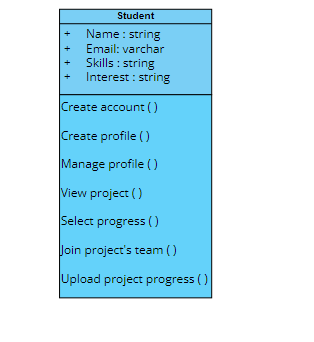 Student
+ Name : string
+ Email: varchar
+ Skills : string
+ Interest : string
Create account ( )
Create profile ( )
Manage profile ( )
View project ( )
Select progress ( )
Join project's team ( )
Upload project progress ( )